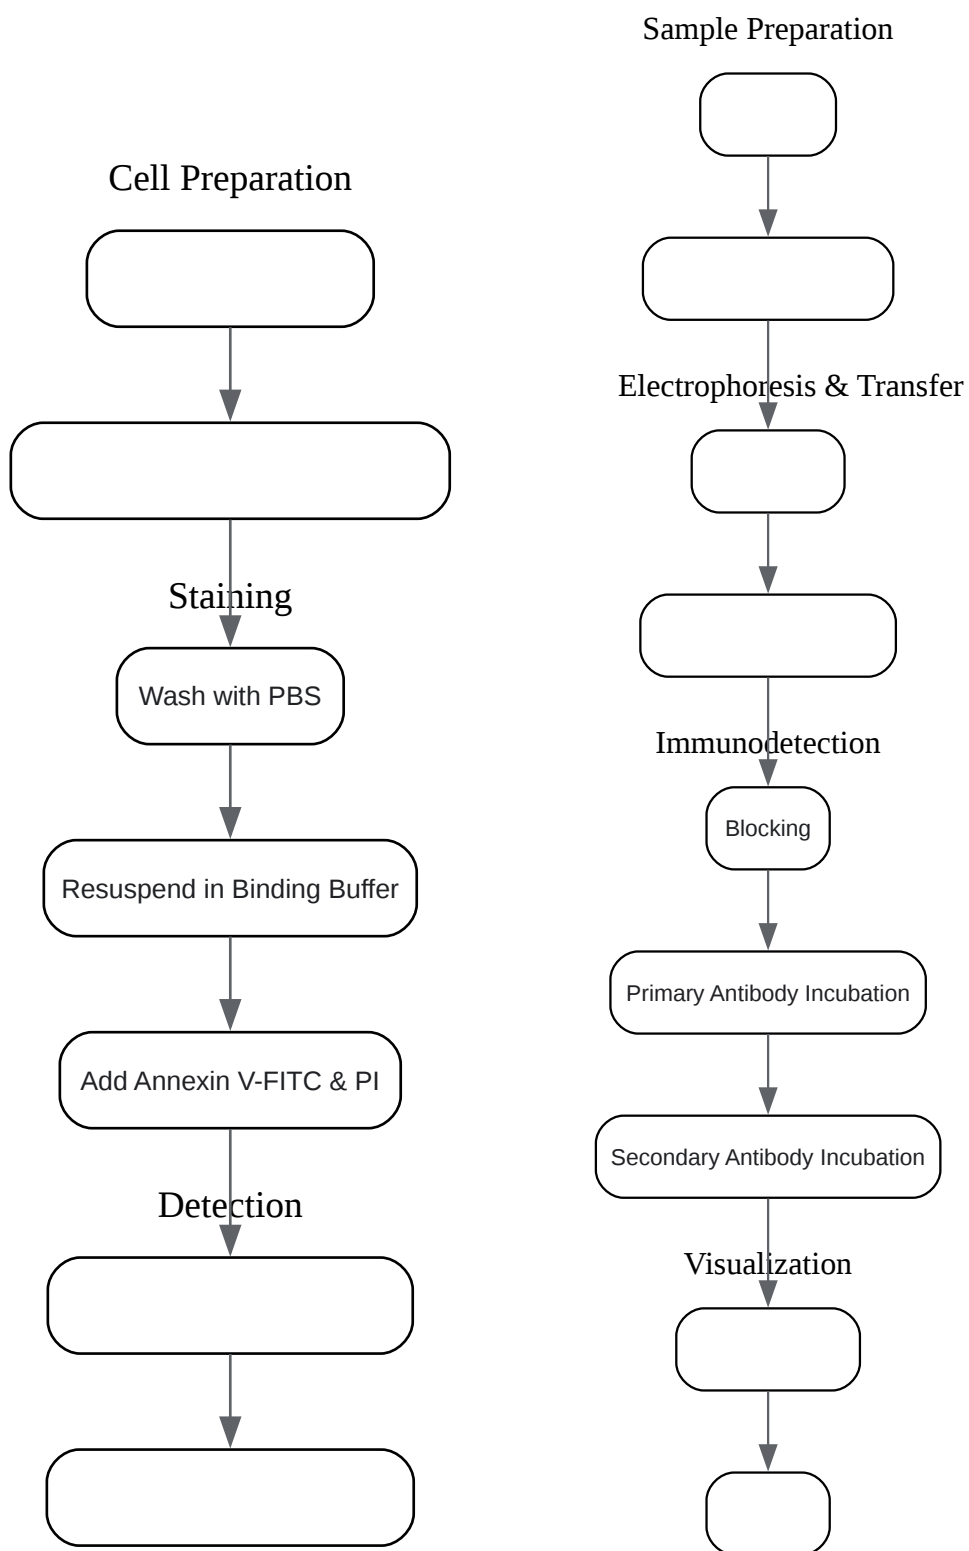 Cell Preparation
Staining
Wash with PBS
Resuspend in Binding Buffer
Add Annexin V-FITC & PI
Detection
Sample Preparation
Electrophoresis & Transfer
Immunodetection
Blocking
Primary Antibody Incubation
Secondary Antibody Incubation
Visualization